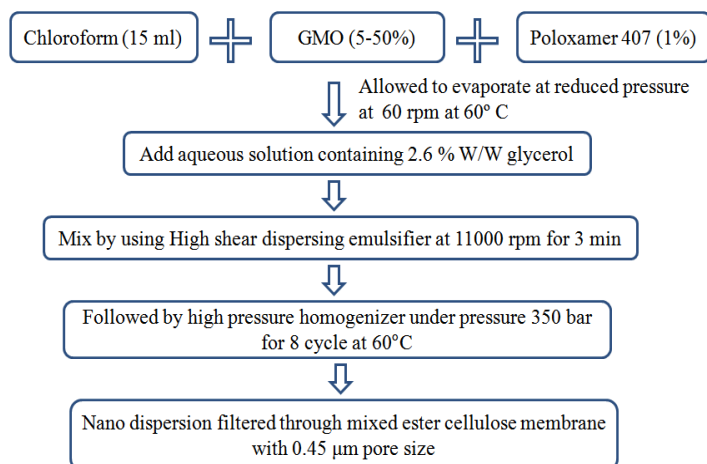 Chloroform (15 ml) GMO (5-50%) Poloxamer 407 (1%)
Allowed to evaporate at reduced pressure
at 60 rpm at 60º C
Add aqueous solution containing 2.6 % W/W glycerol
Mix by using High shear dispersing emulsifier at 11000 rpm for 3 min
Followed by high pressure homogenizer under pressure 350 bar
for 8 cycle at 60°C
Nano dispersion filtered through mixed ester cellulose membrane
with 0.45 µm pore size